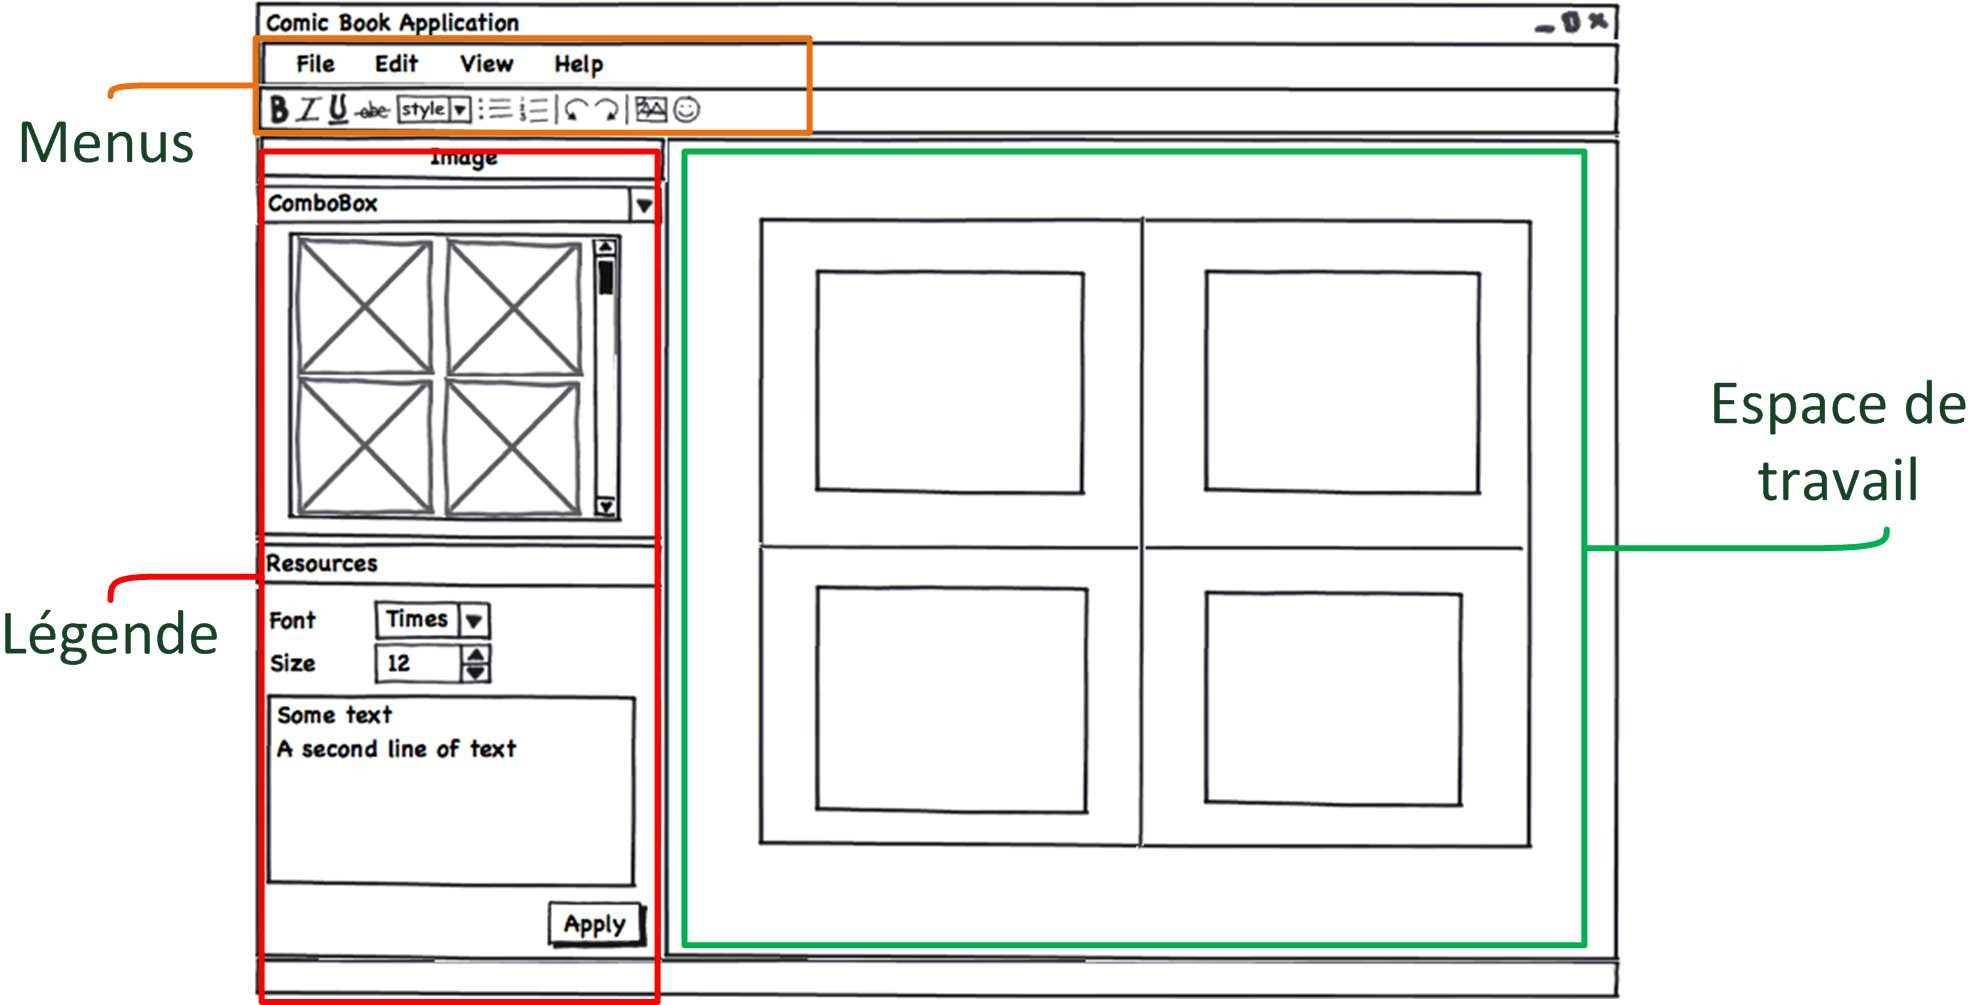 Comic Book Application
File Edit View Help
B I U abc style
Menus
Image
ComboBox
Resources
Font Times
Size 12
Some text
A second line of text
Apply
Légende
Espace de
travail